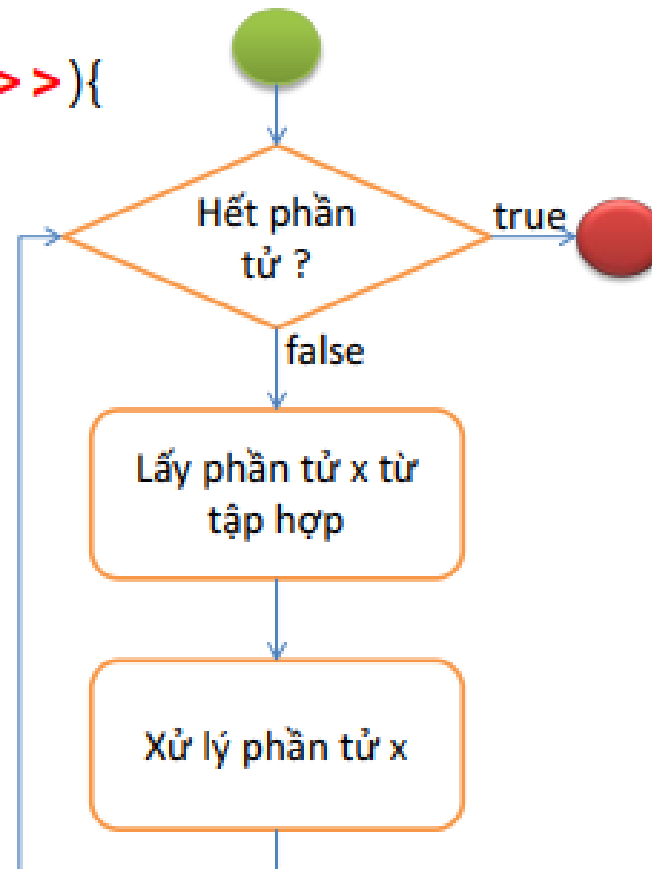 >>){
Hết phần
tử ?
true
false
Lấy phần tử x từ
tập hợp
Xử lý phần tử x